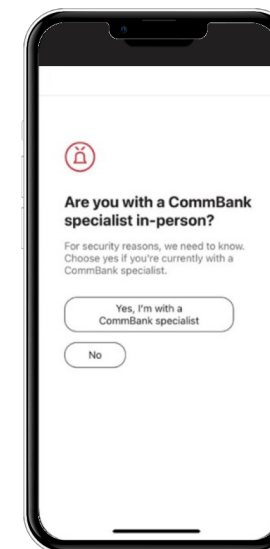 Are you with a CommBank
specialist in-person?
For security reasons, we need to know.
Choose yes if you're currently with a
CommBank specialist.
Yes, I'm with a
CommBank specialist
No